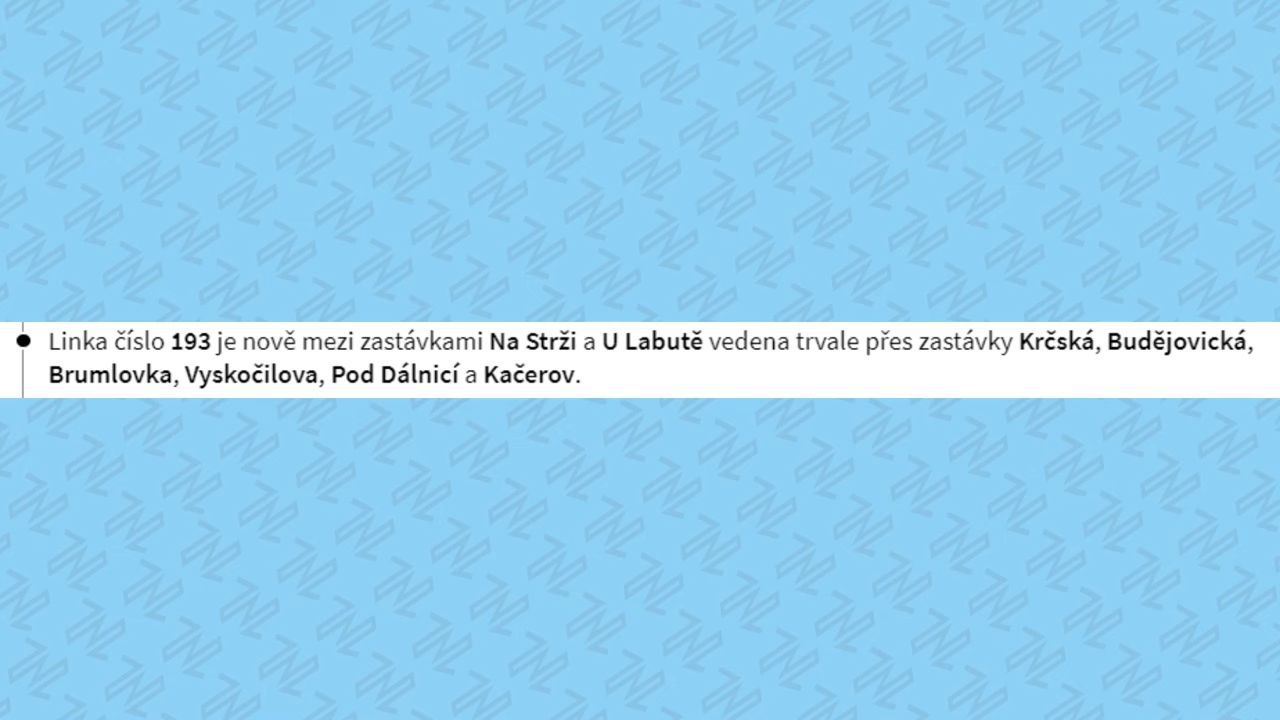 Linka číslo 193 je nově mezi zastávkami Na Strži a U Labutě vedena trvale přes zastávky Krčská, Budějovická,
Brumlovka, Vyskočilova, Pod Dálnicí a Kačerov.